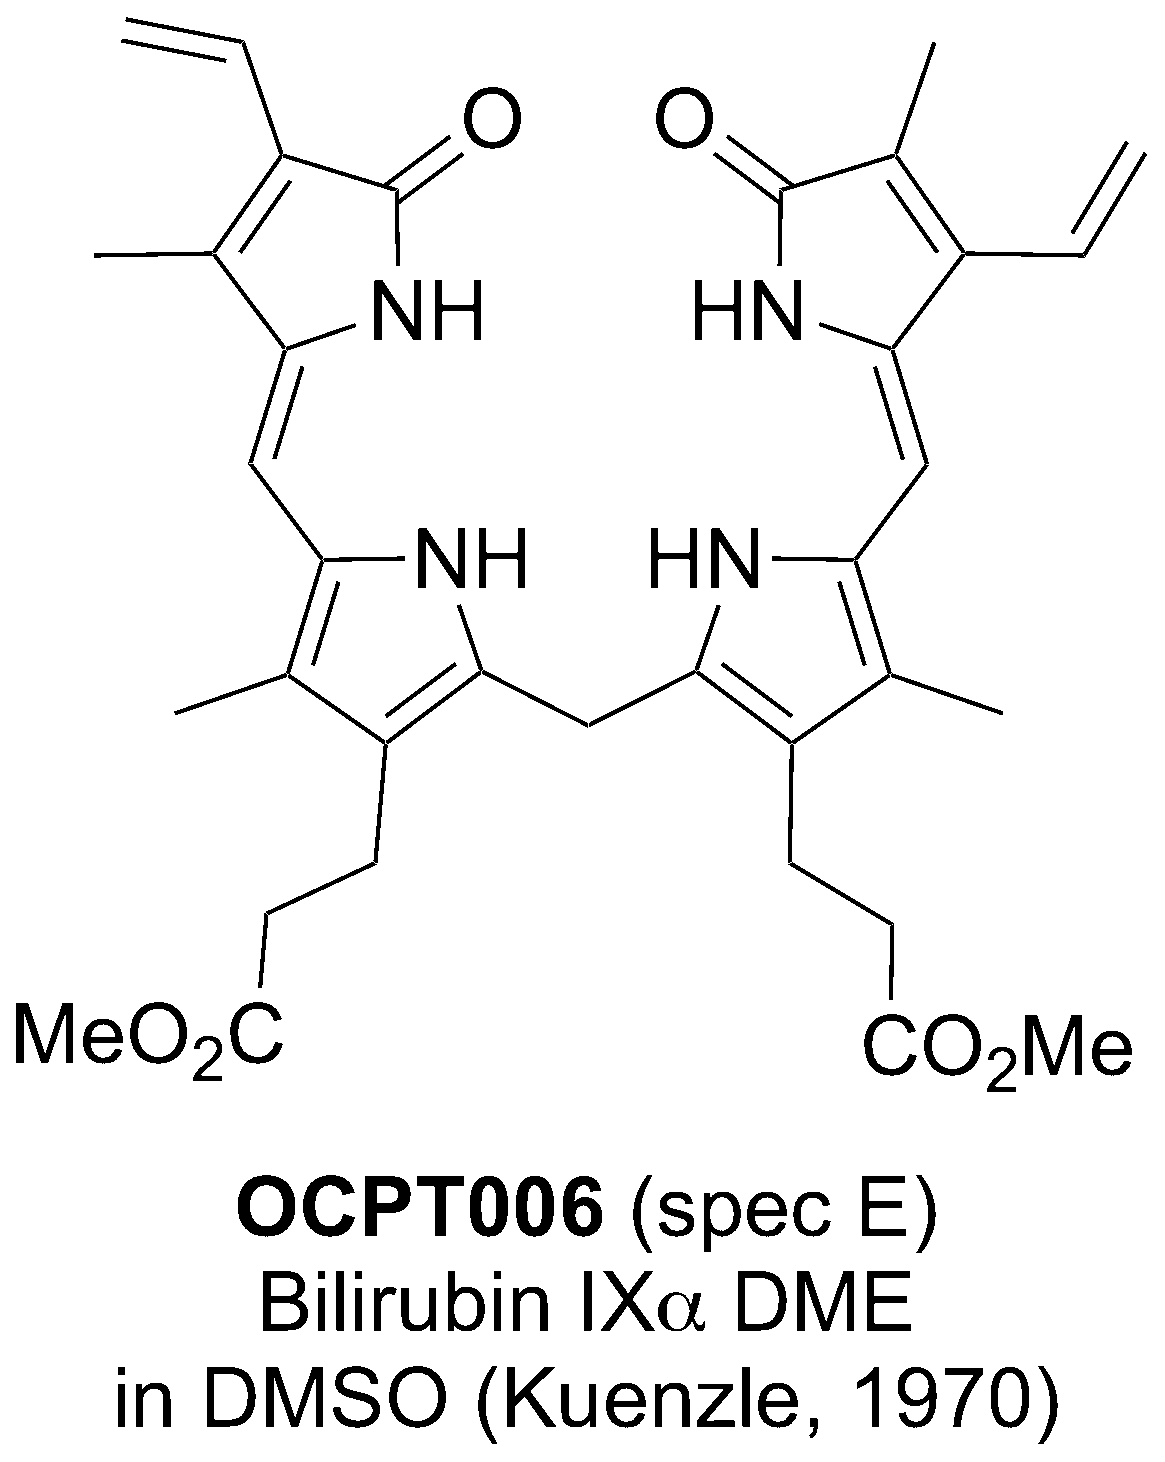 O O
NH HN
NH HN
MeO₂C CO₂Me
OCPT006 (spec E)
Bilirubin IXα DME
in DMSO (Kuenzle, 1970)